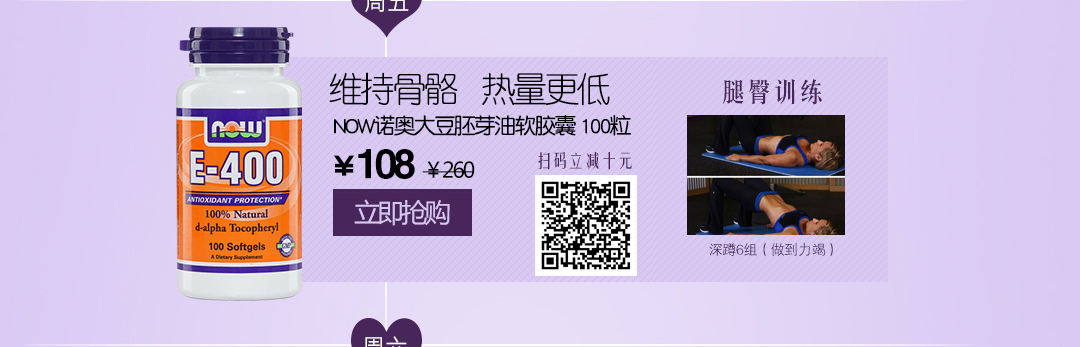 周五
now
E-400
ANTIOXIDANT PROTECTION*
100% Natural
d-alpha Tocopheryl
100 Softgels
A Dietary Supplement
维持骨骼 热量更低
NOW诺奥大豆胚芽油软胶囊 100粒
¥108 ¥260
立即抢购
扫码立减十元
腿臀训练
深蹲6组（做到力竭）
周六